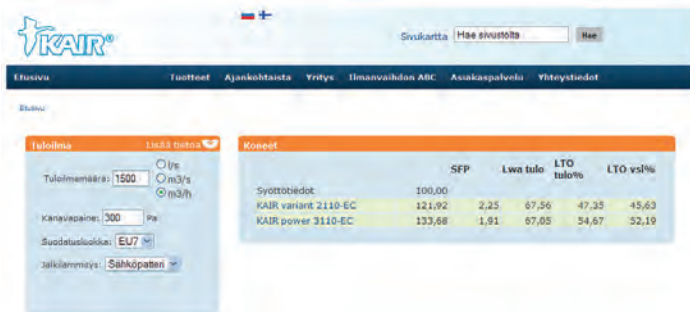 KAIR®
Sivukartta Hae sivustolta Hae
Etusivu Tuotteet Ajankohtaista Yritys Ilmanvaihdon ABC Asiakaspalvelu Yhteystiedot
Etusivu
Tuloilma Lisää tietoa
Tuloilmamäärä: 1500 l/s
m3/s
m3/h
Kanavapaine: 300 Pa
Suodatusluokka: EU7
Jälkilämmitys: Sähköpatteri
Koneet
SFP Lwa tulo LTO tulo% LTO vsl%
Syöttötiedot 100,00
KAIR variant 2110-EC 121,92 2,25 67,56 47,35 45,63
KAIR power 3110-EC 133,68 1,91 67,05 54,67 52,19